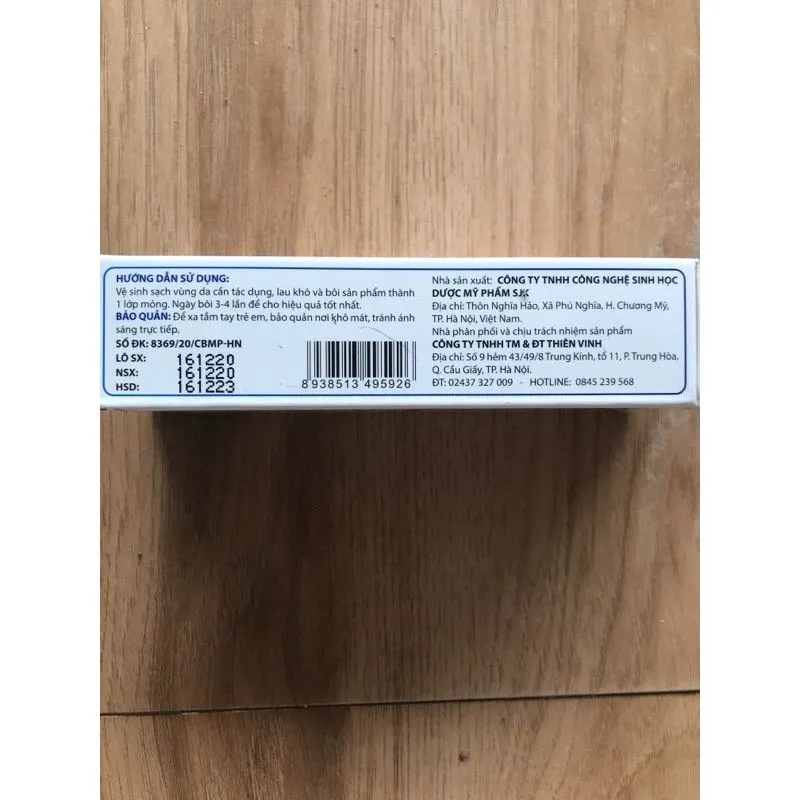 HƯỚNG DẪN SỬ DỤNG:
Vệ sinh sạch vùng da cần tác dụng, lau khô và bôi sản phẩm thành
1 lớp mỏng. Ngày bôi 3-4 lần để cho hiệu quả tốt nhất.
BẢO QUẢN: Để xa tầm tay trẻ em, bảo quản nơi khô mát, tránh ánh
sáng trực tiếp.
SỐ ĐK: 8369/20/CBMP-HN
LÔ SX: 161220
NSX: 161220
HSD: 161223
8 938513 495926
Nhà sản xuất: CÔNG TY TNHH CÔNG NGHỆ SINH HỌC
DƯỢC MỸ PHẨM SJK
Địa chỉ: Thôn Nghĩa Hảo, Xã Phú Nghĩa, H. Chương Mỹ,
TP. Hà Nội, Việt Nam.
Nhà phân phối và chịu trách nhiệm sản phẩm
CÔNG TY TNHH TM & ĐT THIÊN VINH
Địa chỉ: Số 9 hẻm 43/49/8 Trung Kính, tổ 11, P. Trung Hòa,
Q. Cầu Giấy, TP. Hà Nội.
ĐT: 02437 327 009 - HOTLINE: 0845 239 568